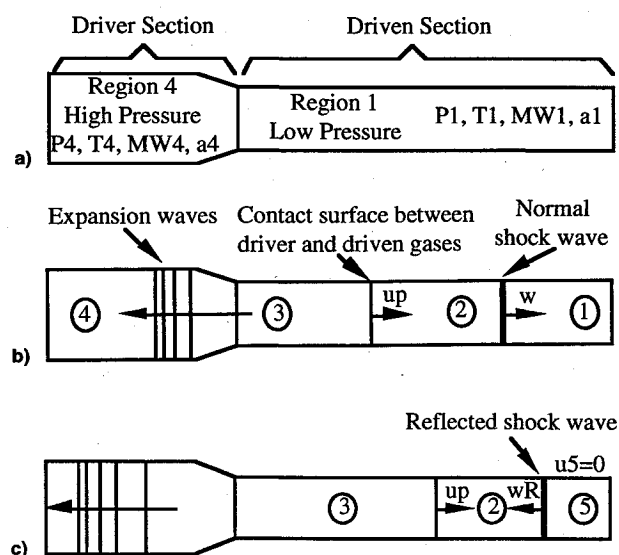 Driver Section
Driven Section
Region 4
High Pressure
P4, T4, MW4, a4
Region 1
Low Pressure
P1, T1, MW1, a1
a)
Expansion waves
Contact surface between
driver and driven gases
Normal
shock wave
4
3
up
2
w
1
b)
Reflected shock wave
u5=0
3
up
2
wR
5
c)